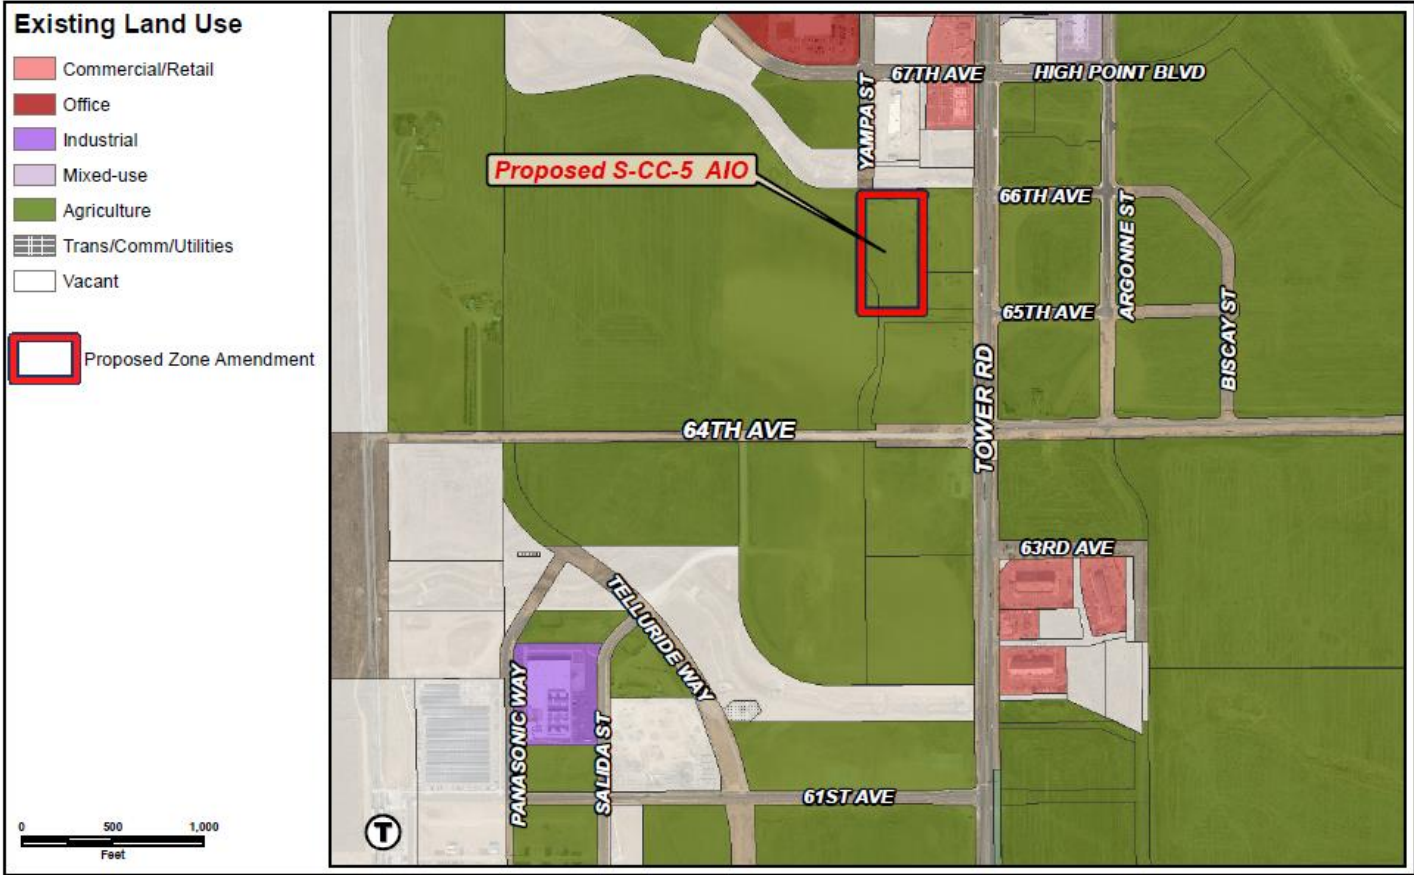 Existing Land Use
Commercial/Retail
Office
Industrial
Mixed-use
Agriculture
Trans/Comm/Utilities
Vacant
Proposed Zone Amendment
0 500 1,000
Feet
67TH AVE
HIGH POINT BLVD
YAMPA ST
Proposed S-CC-5 AIO
66TH AVE
ARGONNE ST
65TH AVE
BISCAY ST
TOWER RD
64TH AVE
63RD AVE
TELLURIDE WAY
PANASONIC WAY
SALIDA ST
61ST AVE
T